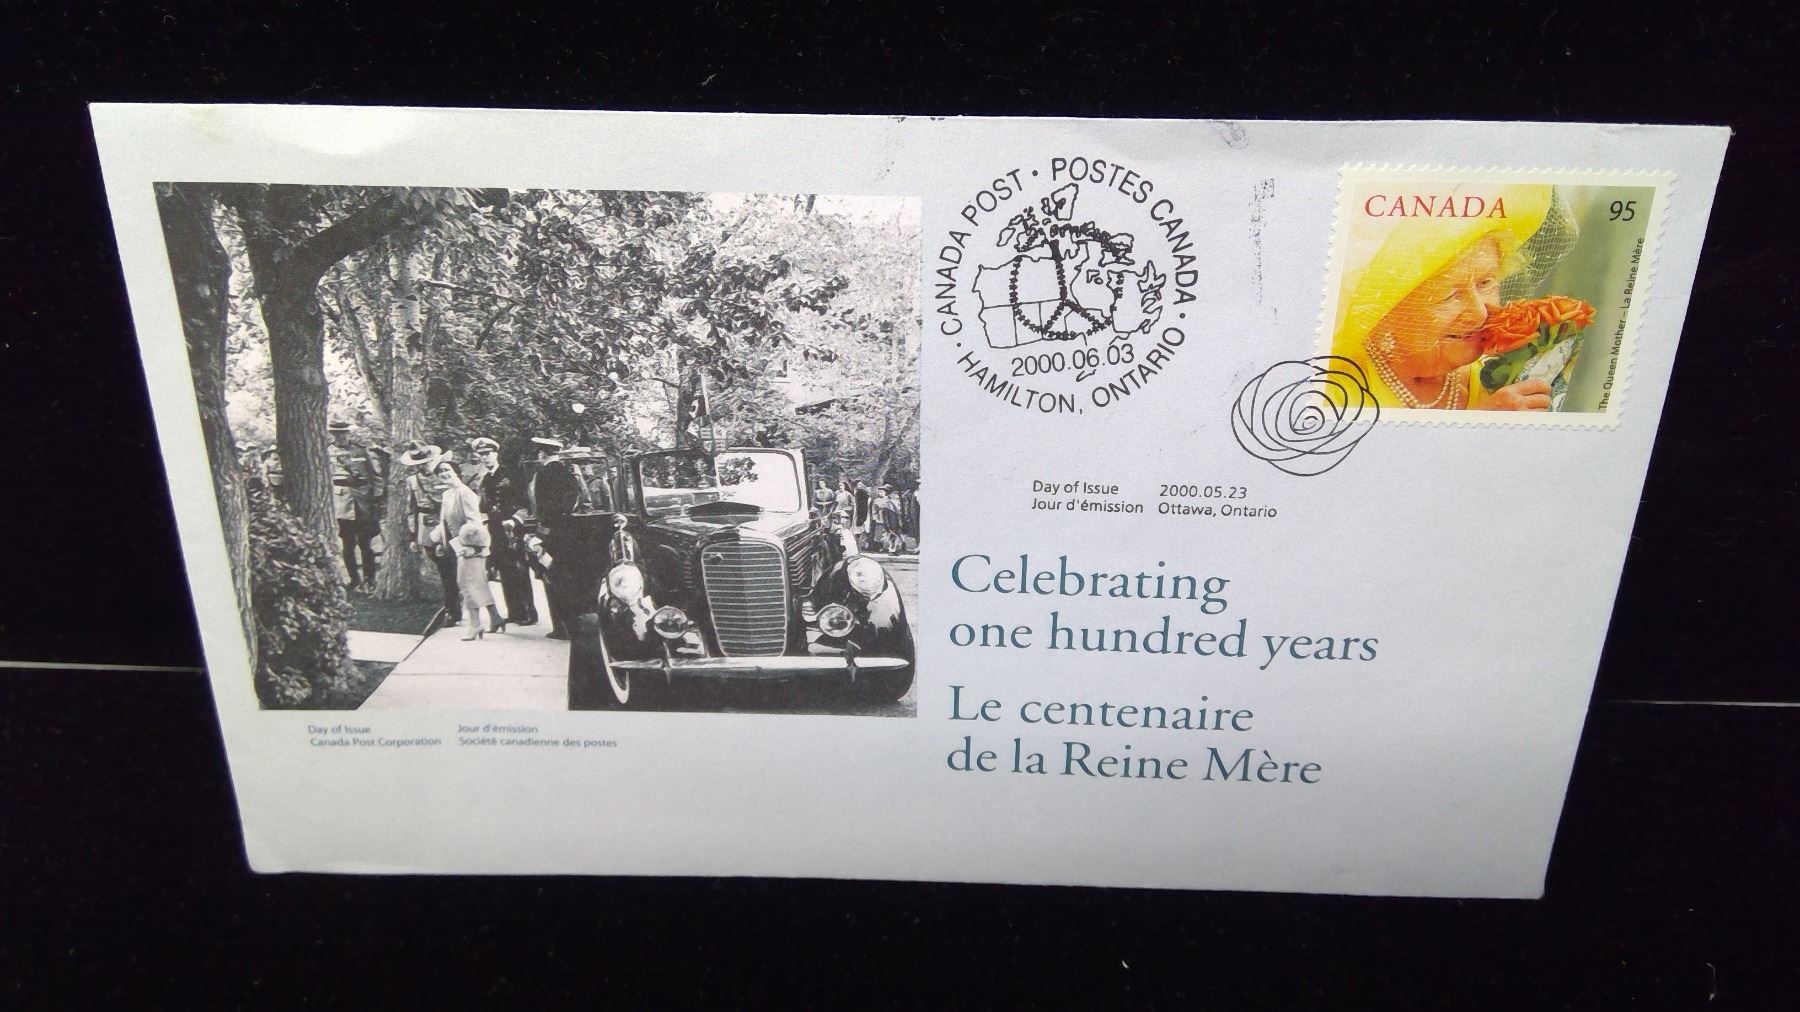 CANADA POST · POSTES CANADA ·
2000.06.03
· HAMILTON, ONTARIO ·
CANADA
95
The Queen Mother – La Reine Mère
Day of Issue 2000.05.23
Jour d'émission Ottawa, Ontario
Celebrating
one hundred years
Le centenaire
de la Reine Mère
Day of Issue Jour d'émission
Canada Post Corporation Société canadienne des postes